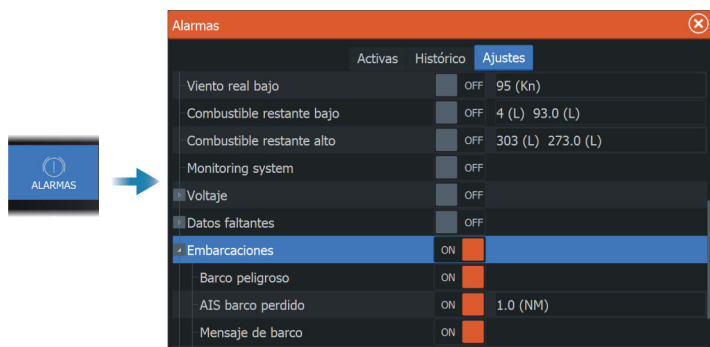 Alarmas
Activas Histórico Ajustes
Viento real bajo OFF 95 (Kn)
Combustible restante bajo OFF 4 (L) 93.0 (L)
Combustible restante alto OFF 303 (L) 273.0 (L)
Monitoring system OFF
Voltaje OFF
Datos faltantes OFF
Embarcaciones ON
Barco peligroso ON
AIS barco perdido ON 1.0 (NM)
Mensaje de barco ON
ALARMAS